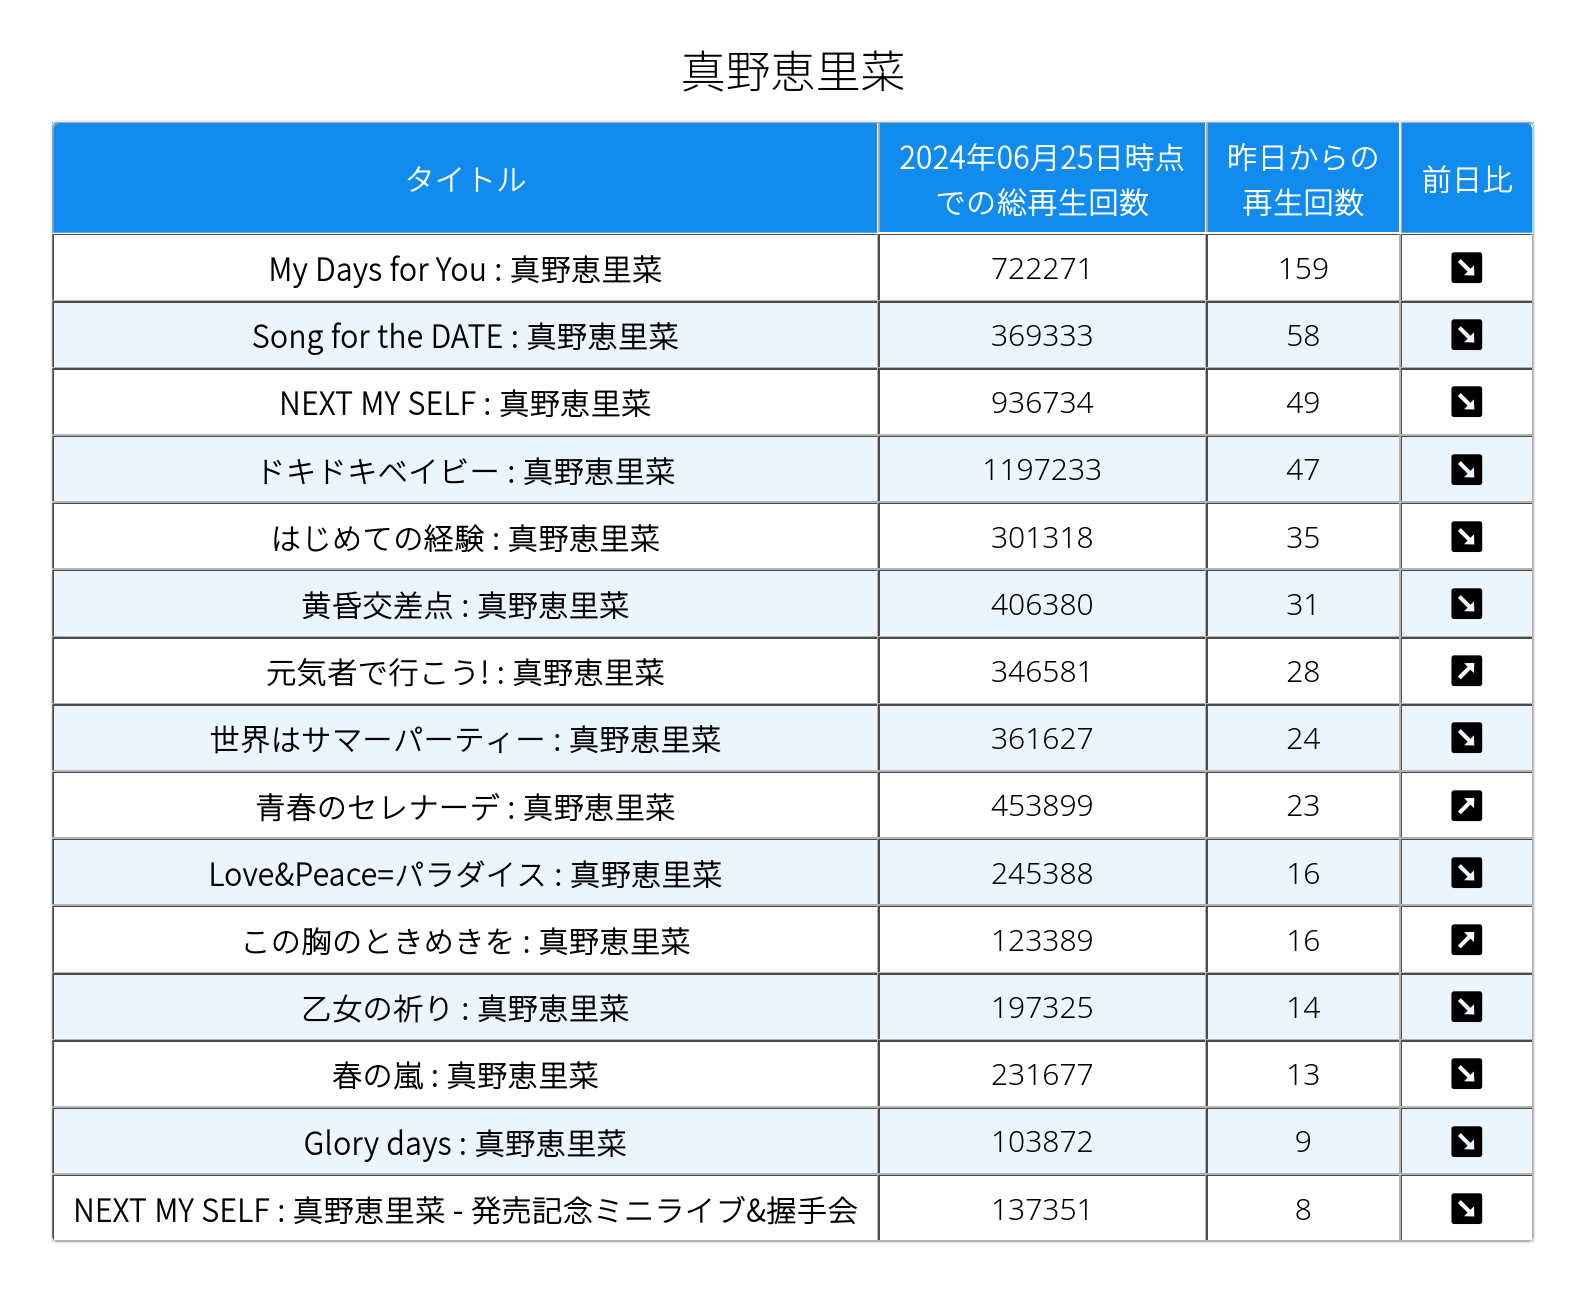 真野恵里菜
タイトル 2024年06月25日時点での総再生回数 昨日からの再生回数 前日比
My Days for You : 真野恵里菜 722271 159 ↘
Song for the DATE : 真野恵里菜 369333 58 ↘
NEXT MY SELF : 真野恵里菜 936734 49 ↘
ドキドキベイビー : 真野恵里菜 1197233 47 ↘
はじめての経験 : 真野恵里菜 301318 35 ↘
黄昏交差点 : 真野恵里菜 406380 31 ↘
元気者で行こう! : 真野恵里菜 346581 28 ↗
世界はサマーパーティー : 真野恵里菜 361627 24 ↘
青春のセレナーデ : 真野恵里菜 453899 23 ↗
Love&Peace=パラダイス : 真野恵里菜 245388 16 ↘
この胸のときめきを : 真野恵里菜 123389 16 ↗
乙女の祈り : 真野恵里菜 197325 14 ↘
春の嵐 : 真野恵里菜 231677 13 ↘
Glory days : 真野恵里菜 103872 9 ↘
NEXT MY SELF : 真野恵里菜 - 発売記念ミニライブ&握手会 137351 8 ↘